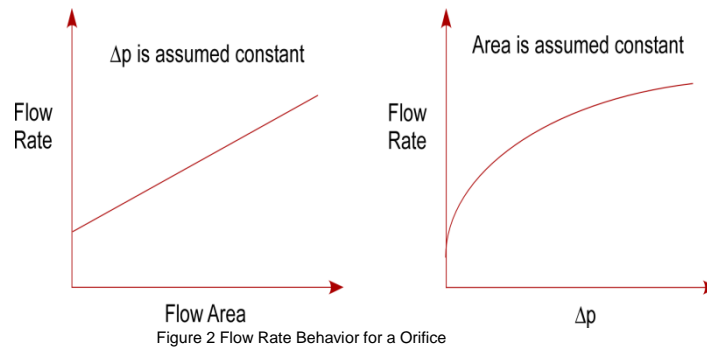 Δp is assumed constant
Flow
Rate
Flow Area
Area is assumed constant
Flow
Rate
Δp
Figure 2 Flow Rate Behavior for a Orifice